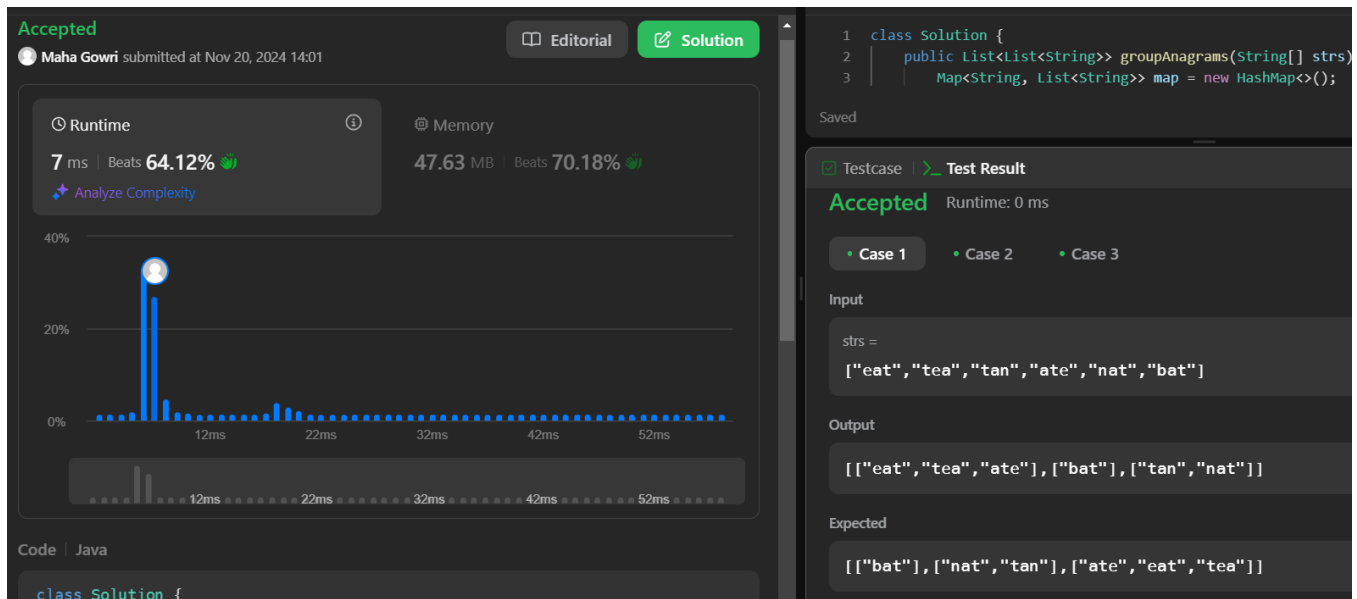 Accepted
Maha Gowri submitted at Nov 20, 2024 14:01
Editorial
Solution
Runtime
7 ms | Beats 64.12%
Analyze Complexity
Memory
47.63 MB | Beats 70.18%
40%
20%
0%
12ms 22ms 32ms 42ms 52ms
12ms 22ms 32ms 42ms 52ms
Code | Java
class Solution {
1 class Solution {
2 public List<List<String>> groupAnagrams(String[] strs)
3 Map<String, List<String>> map = new HashMap<>();
Saved
Testcase | >_ Test Result
Accepted Runtime: 0 ms
• Case 1 • Case 2 • Case 3
Input
strs =
["eat","tea","tan","ate","nat","bat"]
Output
[["eat","tea","ate"],["bat"],["tan","nat"]]
Expected
[["bat"],["nat","tan"],["ate","eat","tea"]]